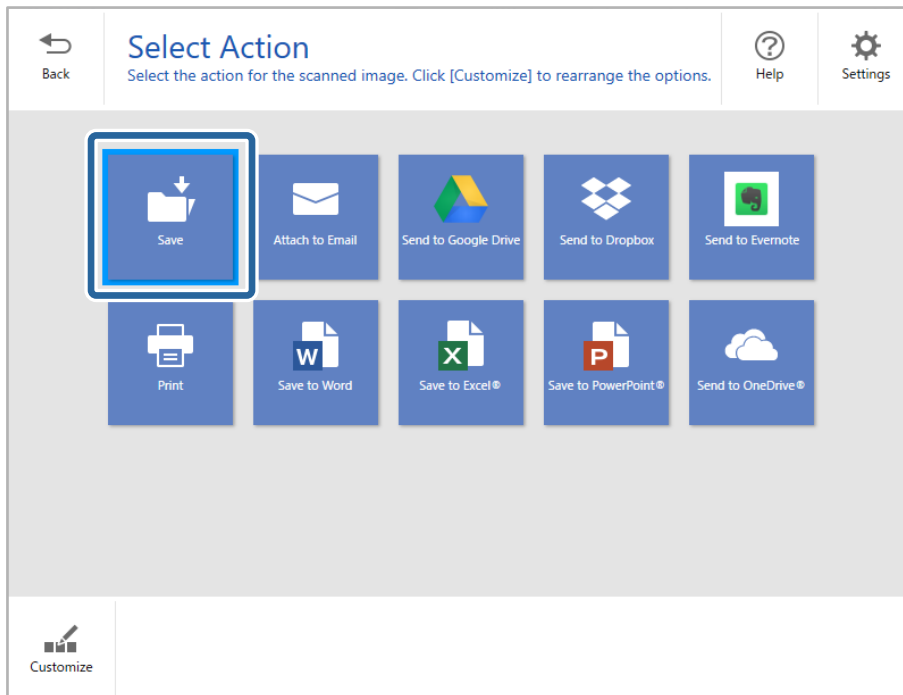 Back
Select Action
Select the action for the scanned image. Click [Customize] to rearrange the options.
Help
Settings
Save
Attach to Email
Send to Google Drive
Send to Dropbox
Send to Evernote
Print
W
Save to Word
X
Save to Excel®
P
Save to PowerPoint®
Send to OneDrive®
Customize